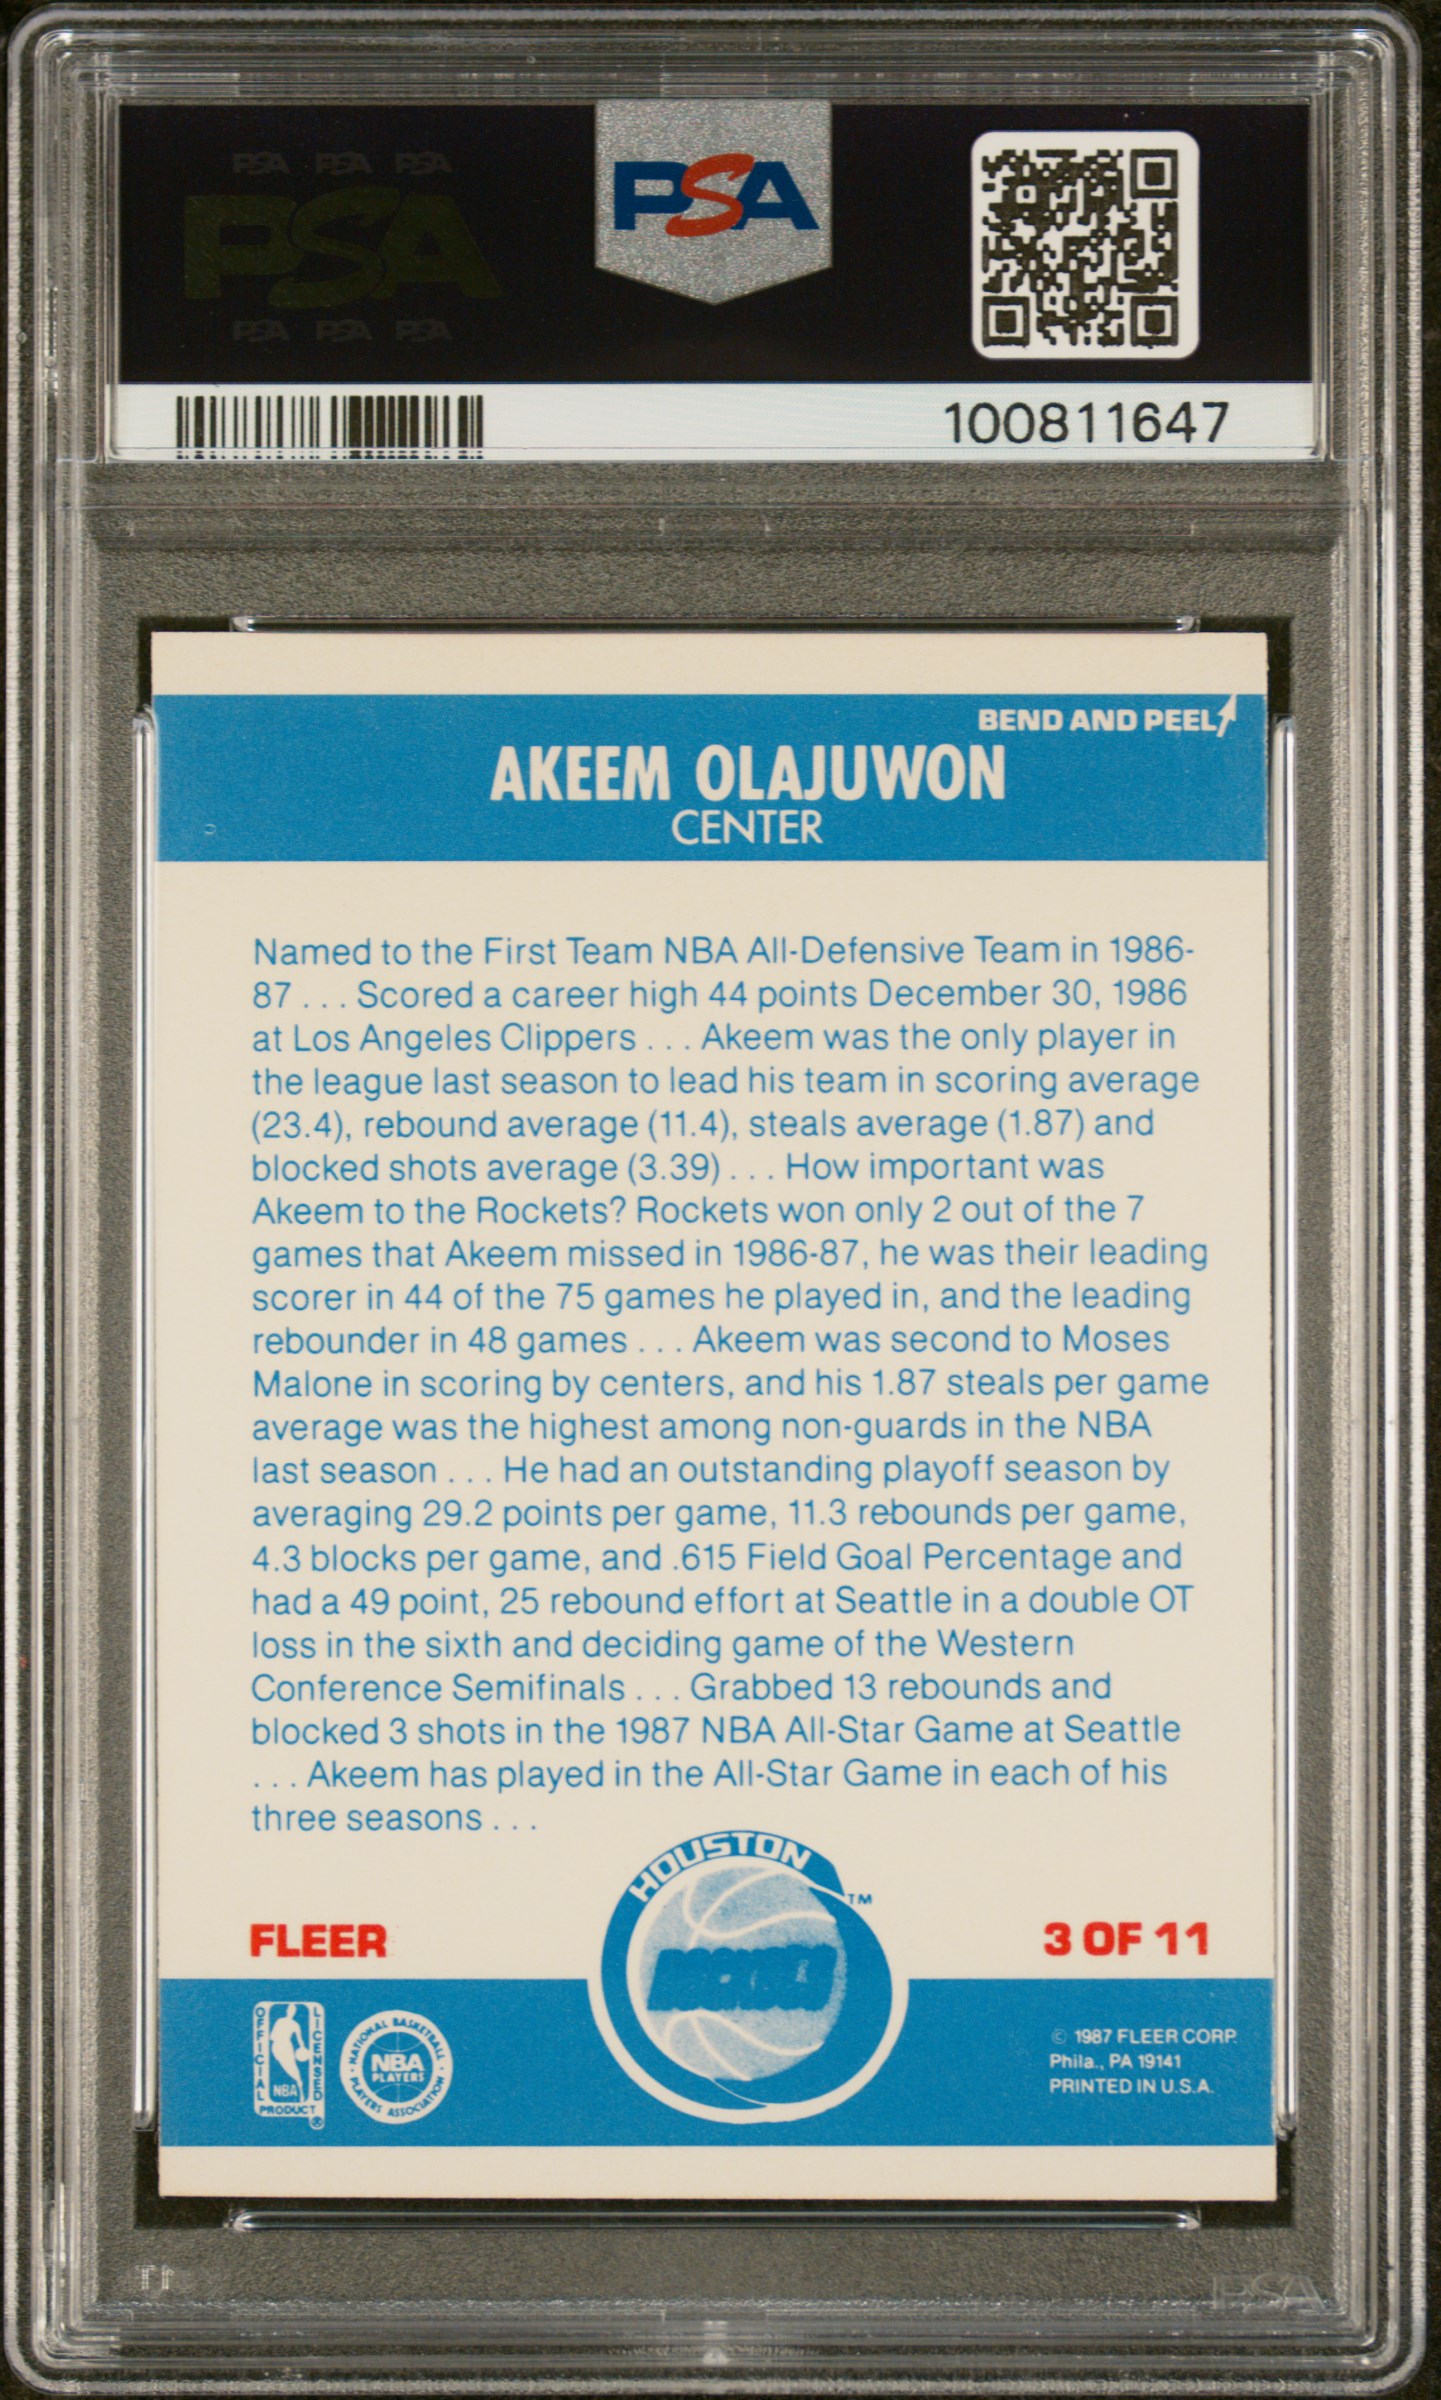 PSA PSA PSA
PSA
PSA PSA PSA
PSA
100811647
BEND AND PEEL
AKEEM OLAJUWON
CENTER
Named to the First Team NBA All-Defensive Team in 1986-
87 . . . Scored a career high 44 points December 30, 1986
at Los Angeles Clippers . . . Akeem was the only player in
the league last season to lead his team in scoring average
(23.4), rebound average (11.4), steals average (1.87) and
blocked shots average (3.39) . . . How important was
Akeem to the Rockets? Rockets won only 2 out of the 7
games that Akeem missed in 1986-87, he was their leading
scorer in 44 of the 75 games he played in, and the leading
rebounder in 48 games . . . Akeem was second to Moses
Malone in scoring by centers, and his 1.87 steals per game
average was the highest among non-guards in the NBA
last season . . . He had an outstanding playoff season by
averaging 29.2 points per game, 11.3 rebounds per game,
4.3 blocks per game, and .615 Field Goal Percentage and
had a 49 point, 25 rebound effort at Seattle in a double OT
loss in the sixth and deciding game of the Western
Conference Semifinals . . . Grabbed 13 rebounds and
blocked 3 shots in the 1987 NBA All-Star Game at Seattle
. . . Akeem has played in the All-Star Game in each of his
three seasons . . .
HOUSTON
TM
FLEER
3 OF 11
OFFICIAL LICENSED
NBA
PRODUCT ®
NATIONAL BASKETBALL
NBA
PLAYERS
PLAYERS ASSOCIATION
© 1987 FLEER CORP.
Phila., PA 19141
PRINTED IN U.S.A.
PSA